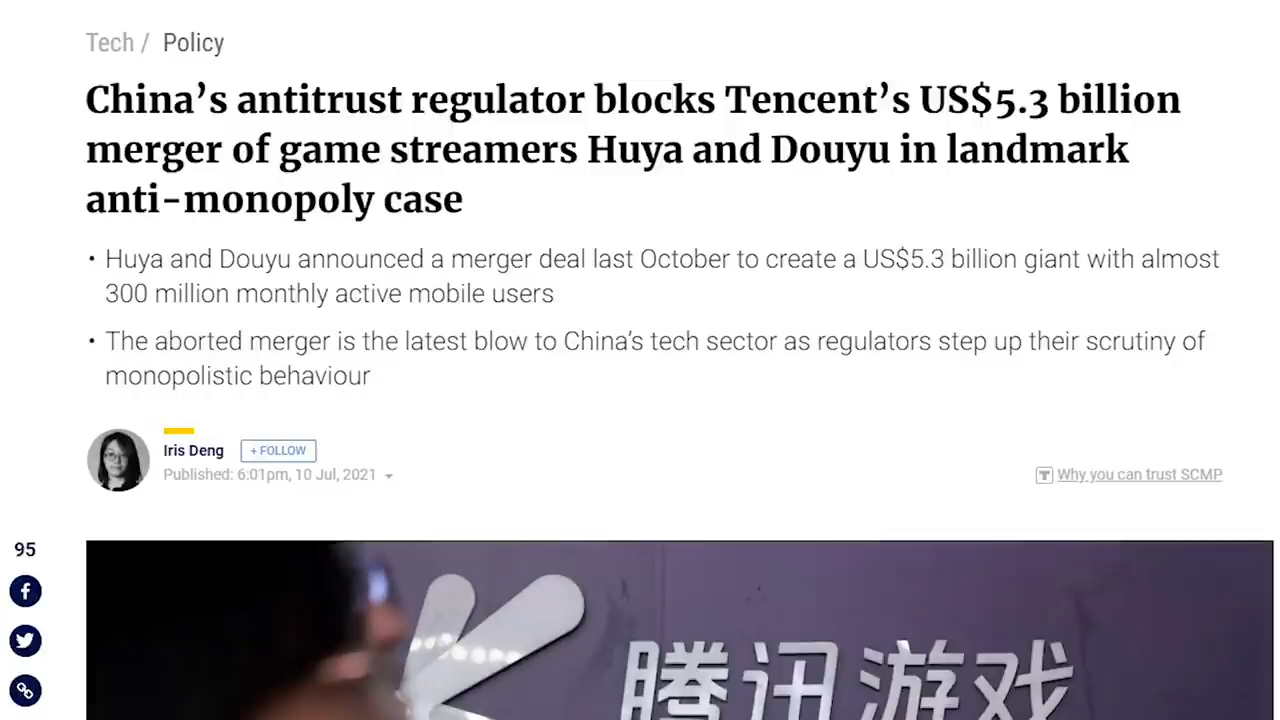 Tech / Policy
China’s antitrust regulator blocks Tencent’s US$5.3 billion
merger of game streamers Huya and Douyu in landmark
anti-monopoly case
• Huya and Douyu announced a merger deal last October to create a US$5.3 billion giant with almost
300 million monthly active mobile users
• The aborted merger is the latest blow to China’s tech sector as regulators step up their scrutiny of
monopolistic behaviour
Iris Deng + FOLLOW
Published: 6:01pm, 10 Jul, 2021
Why you can trust SCMP
95
腾讯游戏